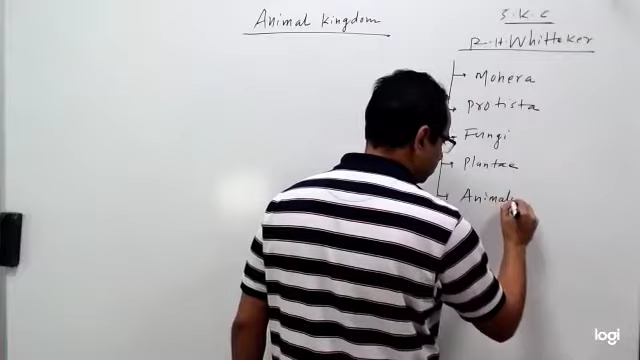 Animal kingdom
5.K.C
R.H.Whittaker
Monera
Protista
Fungi
Plantae
Animal
logi